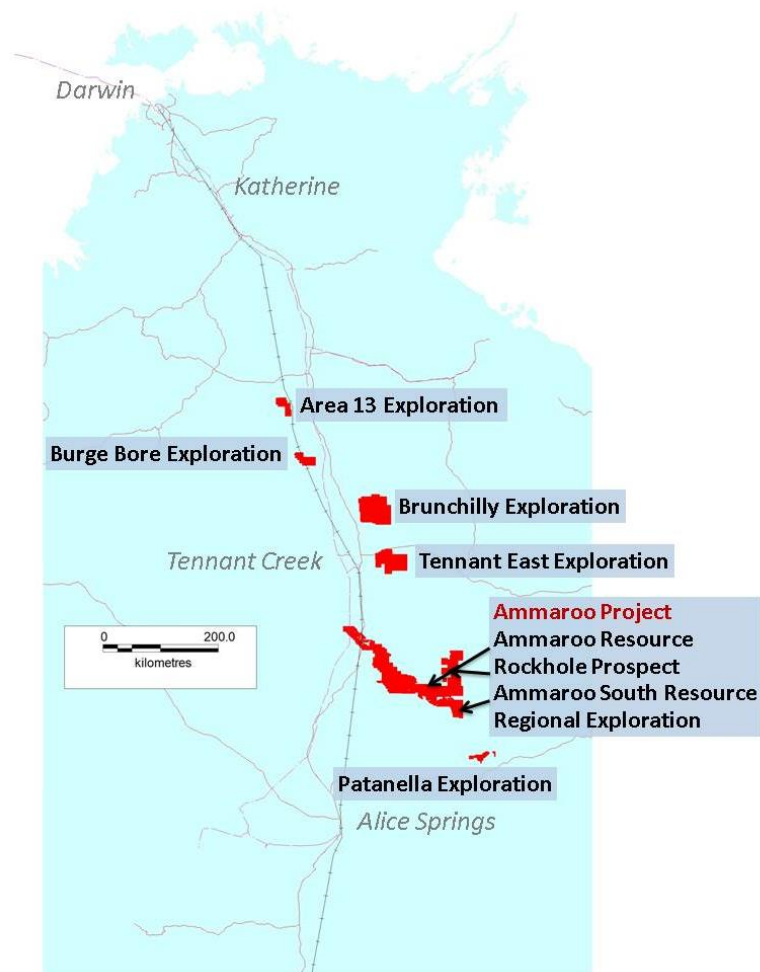 Darwin
Katherine
Area 13 Exploration
Burge Bore Exploration
Brunchilly Exploration
Tennant Creek
Tennant East Exploration
Ammaroo Project
Ammaroo Resource
Rockhole Prospect
Ammaroo South Resource
Regional Exploration
0 200.0
kilometres
Patanella Exploration
Alice Springs